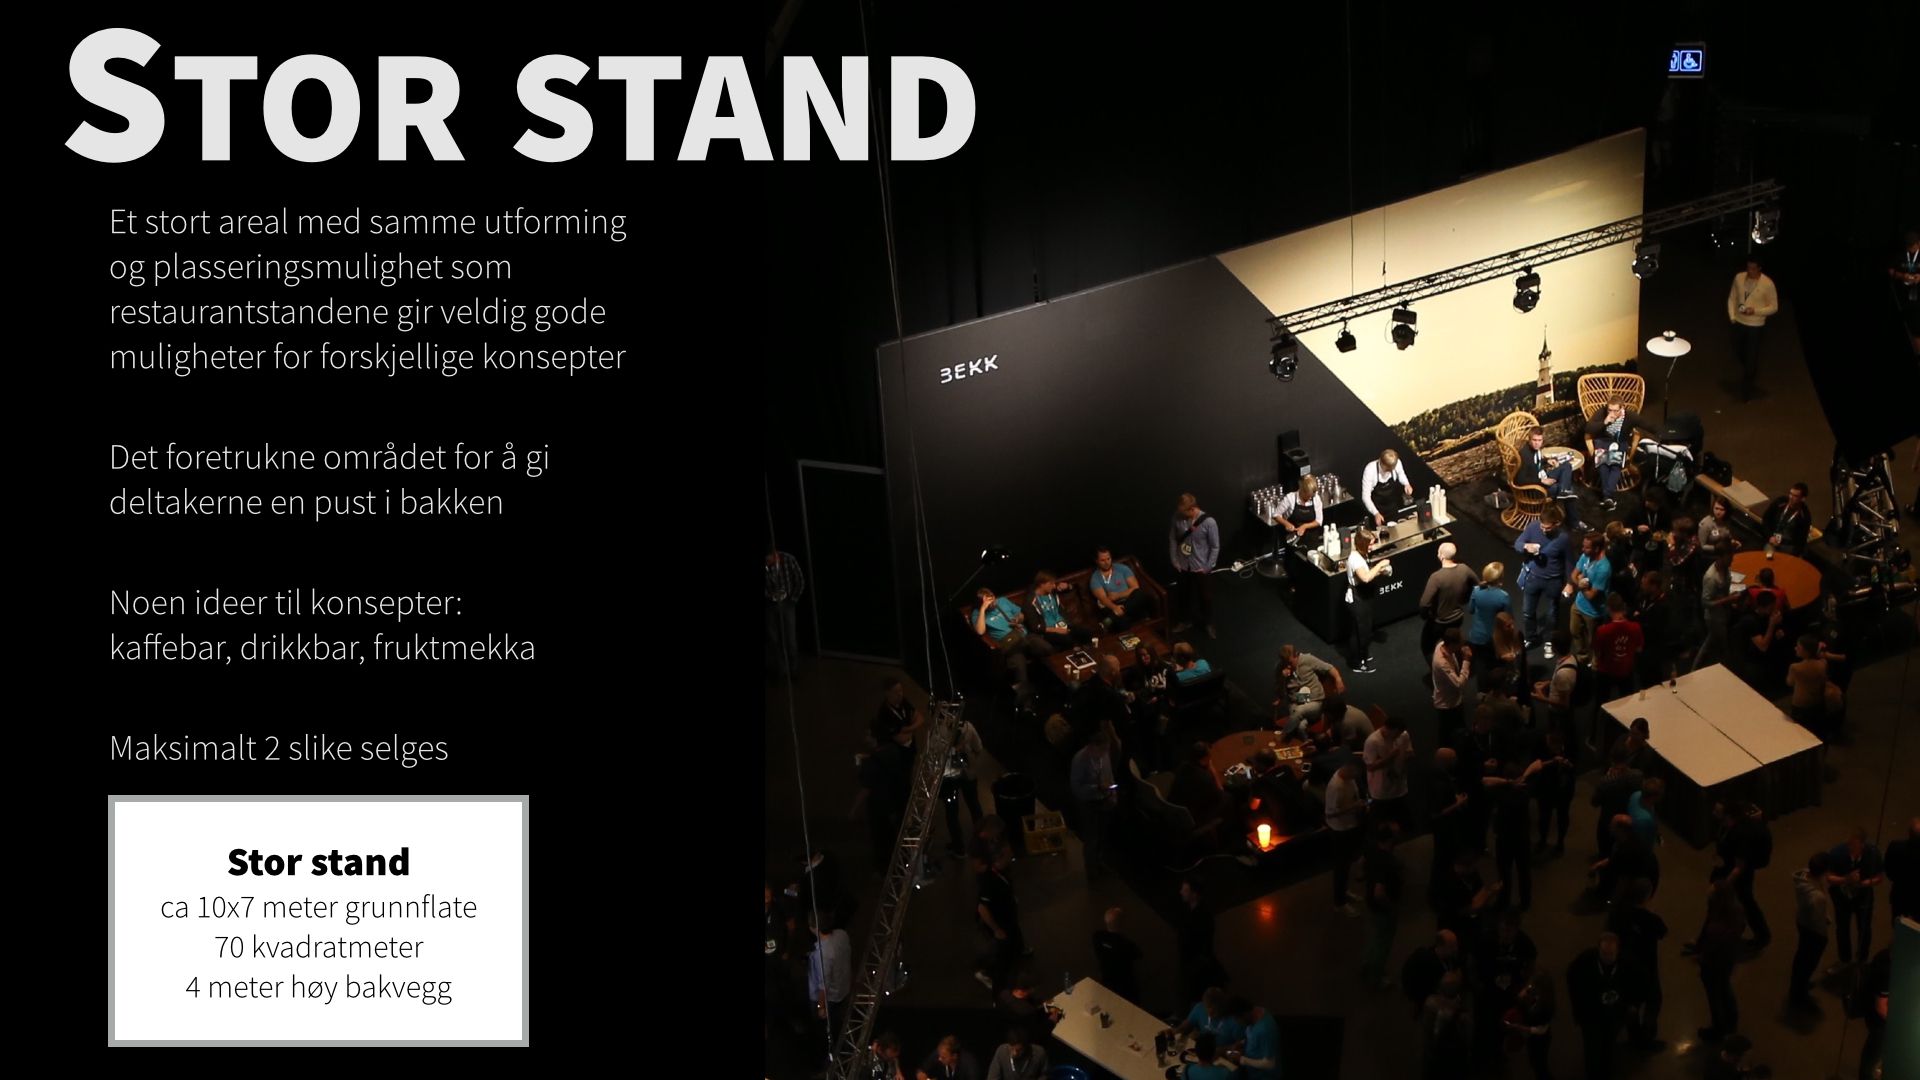 STOR STAND
Et stort areal med samme utforming
og plasseringsmulighet som
restaurantstandene gir veldig gode
muligheter for forskjellige konsepter
Det foretrukne området for å gi
deltakerne en pust i bakken
Noen ideer til konsepter:
kaffebar, drikkbar, fruktmekka
Maksimalt 2 slike selges
Stor stand
ca 10x7 meter grunnflate
70 kvadratmeter
4 meter høy bakvegg
BEKK
BEKK